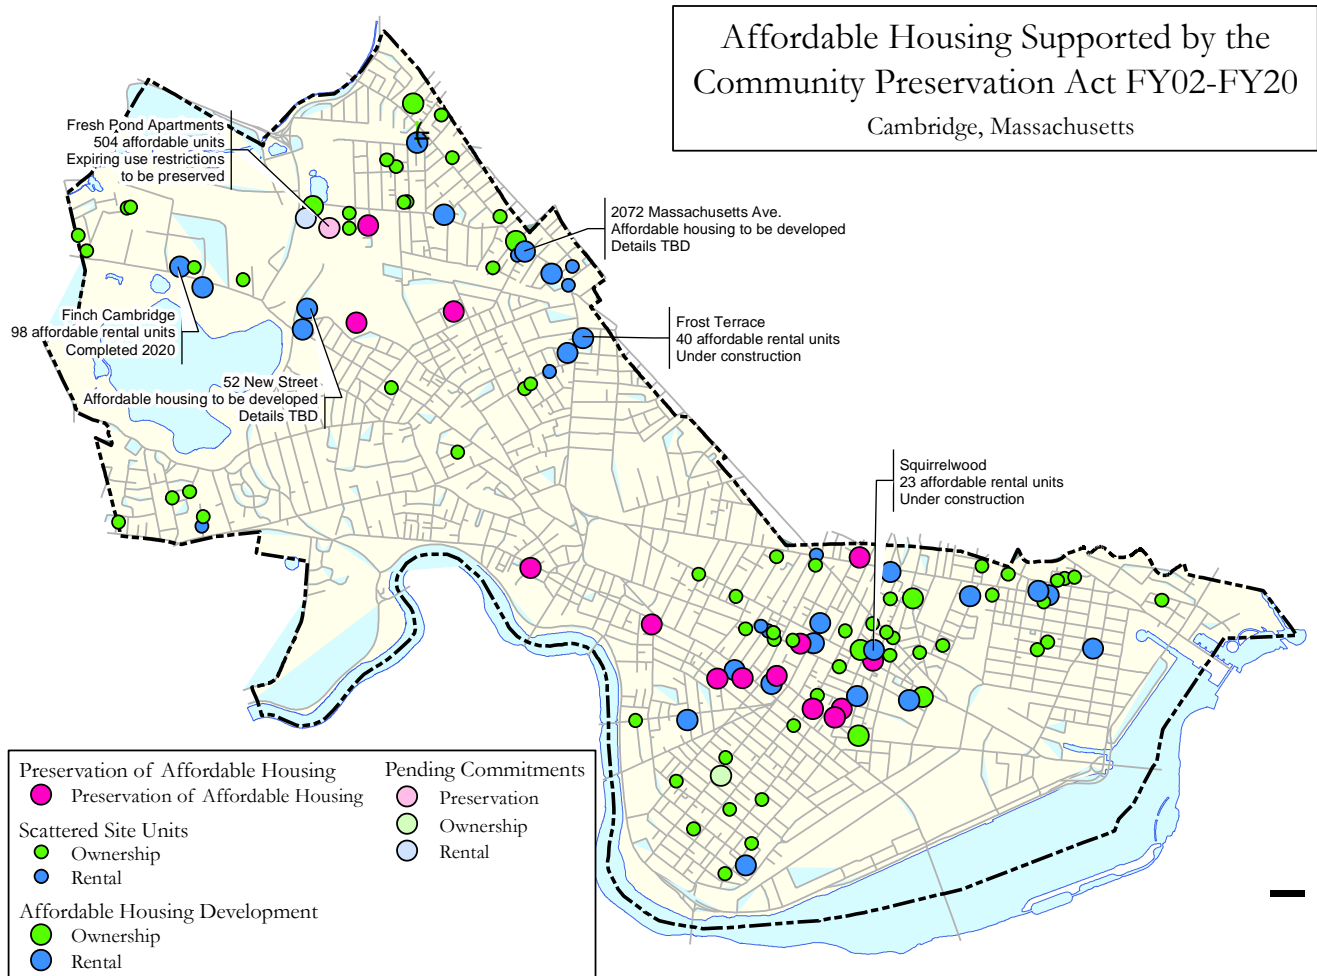 Affordable Housing Supported by the
Community Preservation Act FY02-FY20
Cambridge, Massachusetts
Fresh Pond Apartments
504 affordable units
Expiring use restrictions
to be preserved
2072 Massachusetts Ave.
Affordable housing to be developed
Details TBD
Finch Cambridge
98 affordable rental units
Completed 2020
Frost Terrace
40 affordable rental units
Under construction
52 New Street
Affordable housing to be developed
Details TBD
Squirrelwood
23 affordable rental units
Under construction
Preservation of Affordable Housing
Preservation of Affordable Housing
Scattered Site Units
Ownership
Rental
Affordable Housing Development
Ownership
Rental
Pending Commitments
Preservation
Ownership
Rental